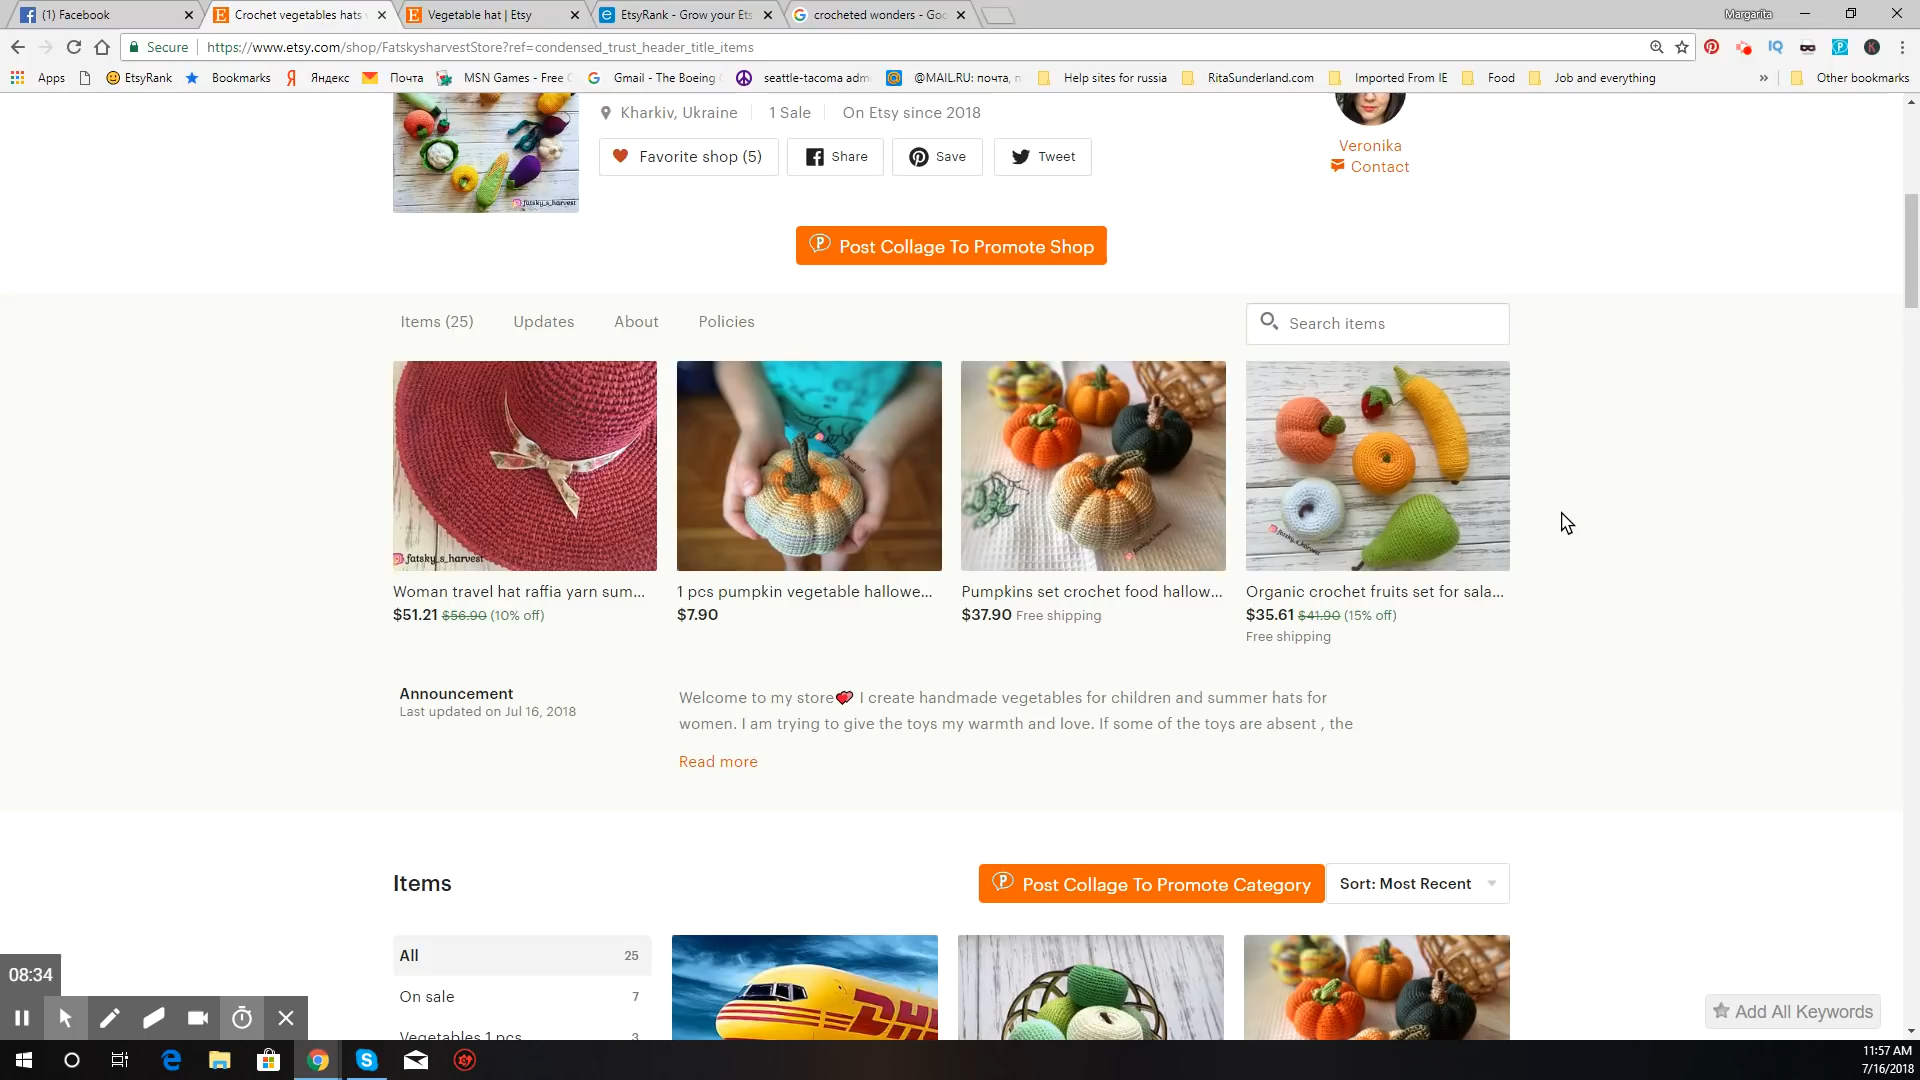 (1) Facebook
Crochet vegetables hats
Vegetable hat | Etsy
EtsyRank - Grow your Ets
crocheted wonders - Goo
Margarita
Secure
https://www.etsy.com/shop/FatskysharvestStore?ref=condensed_trust_header_title_items
Apps
EtsyRank
Bookmarks
Яндекс
Почта
MSN Games - Free
Gmail - The Boeing
seattle-tacoma adm
@MAIL.RU: почта,
Help sites for russia
RitaSunderland.com
Imported From IE
Food
Job and everything
»
Other bookmarks
fatsky_s_harvest
Kharkiv, Ukraine
1 Sale
On Etsy since 2018
Favorite shop (5)
Share
Save
Tweet
Veronika
Contact
Post Collage To Promote Shop
Items (25)
Updates
About
Policies
Search items
fatsky_s_harvest
Woman travel hat raffia yarn sum...
$51.21 $56.90 (10% off)
1 pcs pumpkin vegetable hallowe...
$7.90
Pumpkins set crochet food hallow...
$37.90 Free shipping
Organic crochet fruits set for sala...
$35.61 $41.90 (15% off)
Free shipping
Announcement
Last updated on Jul 16, 2018
Welcome to my store💕 I create handmade vegetables for children and summer hats for
women. I am trying to give the toys my warmth and love. If some of the toys are absent , the
Read more
Items
Post Collage To Promote Category
Sort: Most Recent
All
25
On sale
7
Vegetables 1 pcs
3
DHL
08:34
Add All Keywords
11:57 AM
7/16/2018